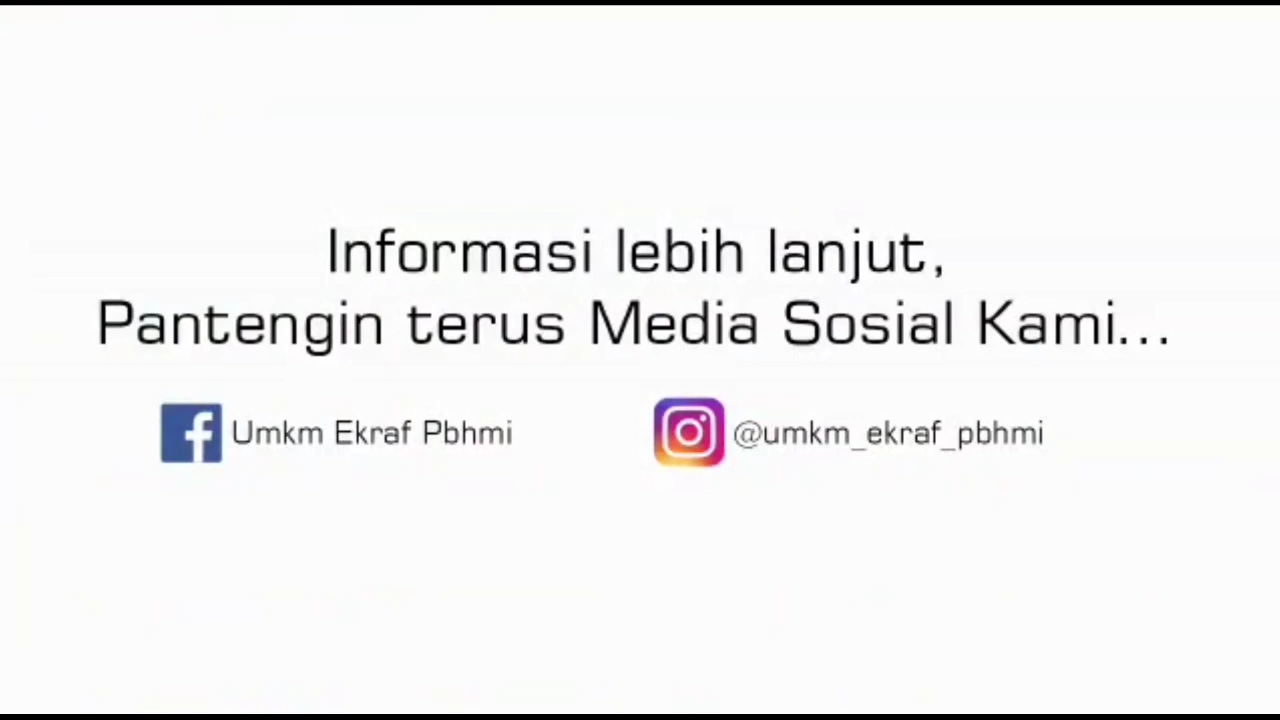 Informasi lebih lanjut,
Pantengin terus Media Sosial Kami...
Umkm Ekraf Pbhmi
@umkm_ekraf_pbhmi